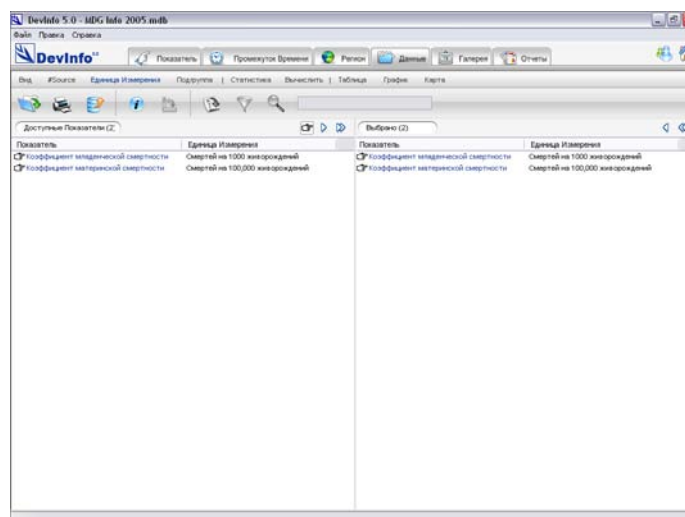 DevInfo 5.0 - MDG Info 2005.mdb
Файл Правка Справка
DevInfo Показатель Промежуток Времени Регион Данные Галерея Отчеты
Вид #Source Единица Измерения Подгруппа | Статистика Вычислить | Таблица График Карта
Доступные Показатели (2) Выбрано (2)
Показатель Единица Измерения Показатель Единица Измерения
Коэффициент младенческой смертности Смертей на 1000 живорождений Коэффициент младенческой смертности Смертей на 1000 живорождений
Коэффициент материнской смертности Смертей на 100,000 живорождений Коэффициент материнской смертности Смертей на 100,000 живорождений